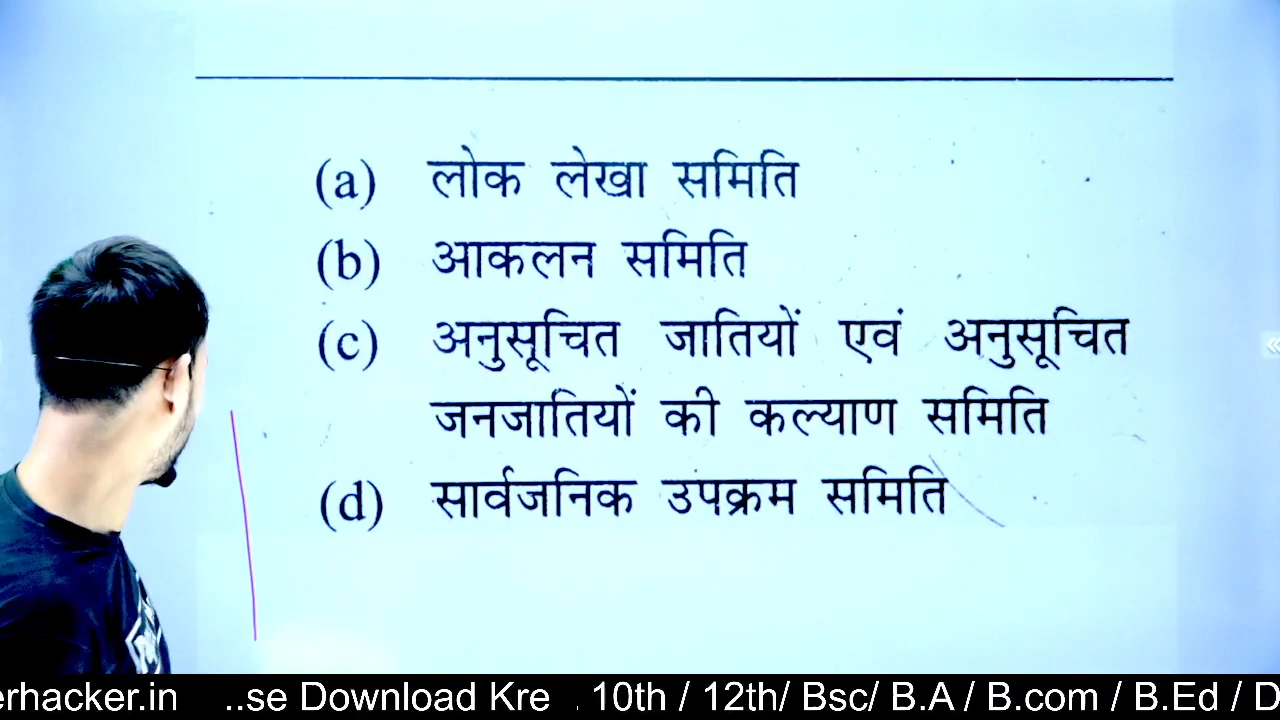 (a) लोक लेखा समिति
(b) आकलन समिति
(c) अनुसूचित जातियों एवं अनुसूचित
जनजातियों की कल्याण समिति
(d) सार्वजनिक उपक्रम समिति
erhacker.in ..se Download Kre . 10th / 12th/ Bsc/ B.A / B.com / B.Ed / D